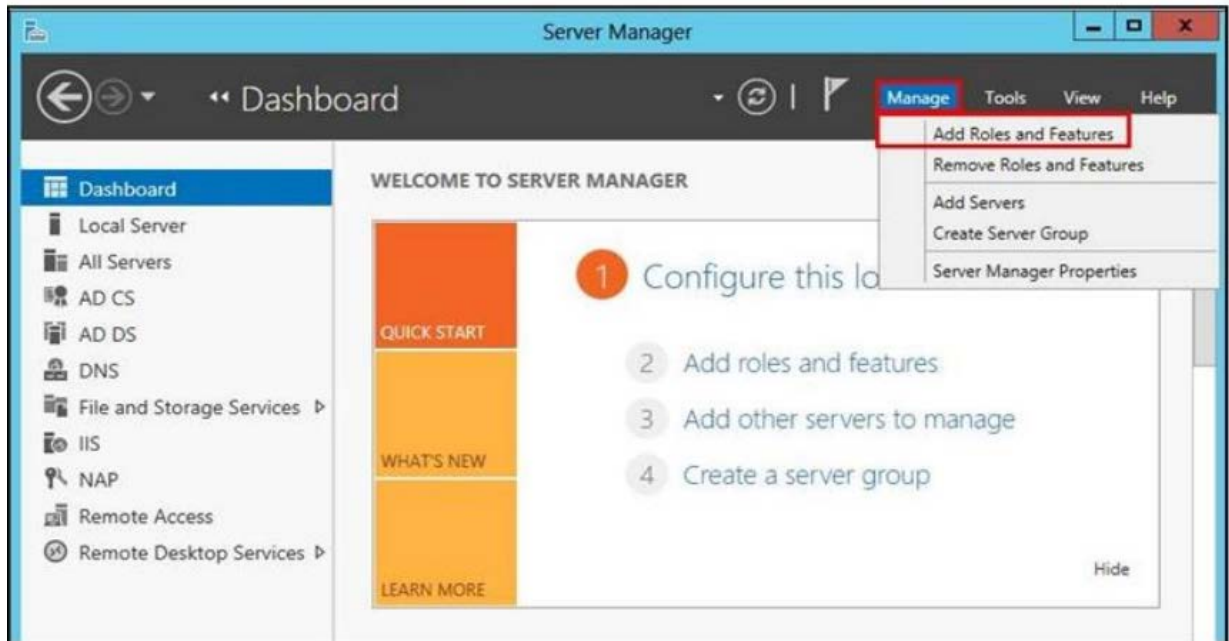 Server Manager
Dashboard
Manage Tools View Help
Add Roles and Features
Remove Roles and Features
Add Servers
Create Server Group
Server Manager Properties
Dashboard
Local Server
All Servers
AD CS
AD DS
DNS
File and Storage Services
IIS
NAP
Remote Access
Remote Desktop Services
WELCOME TO SERVER MANAGER
QUICK START
WHAT'S NEW
LEARN MORE
1 Configure this lo
2 Add roles and features
3 Add other servers to manage
4 Create a server group
Hide